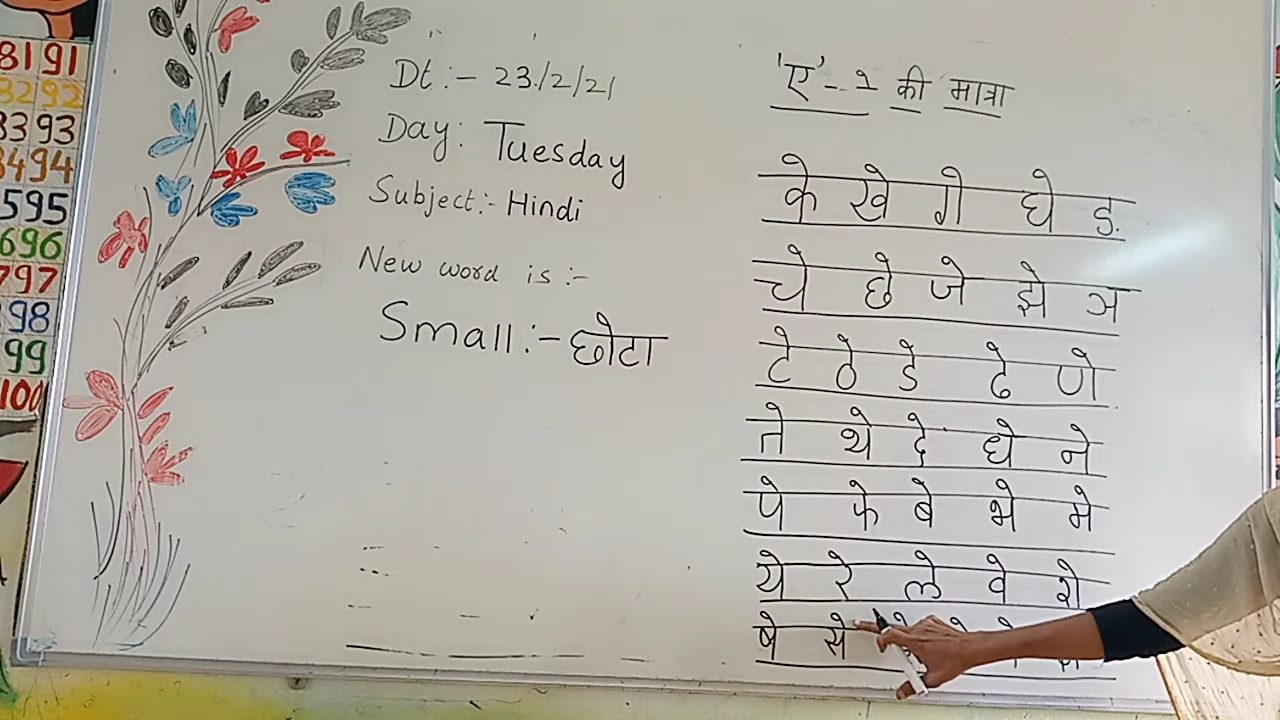 8191
8292
8393
8494
8595
8696
8797
98
99
100
Dt:- 23/2/21
Day: Tuesday
Subject:- Hindi
New word is :-
Small:- छोटा
'ए' - े की मात्रा
के खे गे घे ङ
चे छे जे झे ञ
टे ठे डे ढे णे
ते थे दे धे ने
पे फे बे भे मे
ये रे ले वे शे
षे से